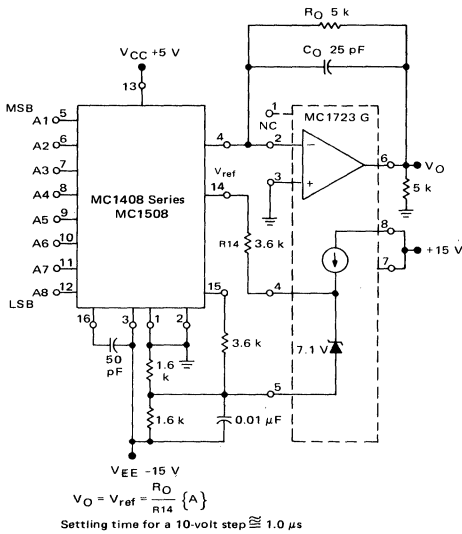 RO 5 k
CO 25 pF
VCC +5 V
13
MSB
A1 5
A2 6
A3 7
A4 8
A5 9
A6 10
A7 11
A8 12
LSB
MC1408 Series
MC1508
4
Vref
14
R14 3.6 k
15
16
3
1
2
50
pF
1.6
k
1.6 k
3.6 k
0.01 µF
1
NC
MC1723 G
2
−
3
+
6
VO
5 k
8
7
+15 V
4
7.1 V
5
VEE −15 V
VO = Vref = RO/R14 {A}
Settling time for a 10-volt step ≅ 1.0 µs